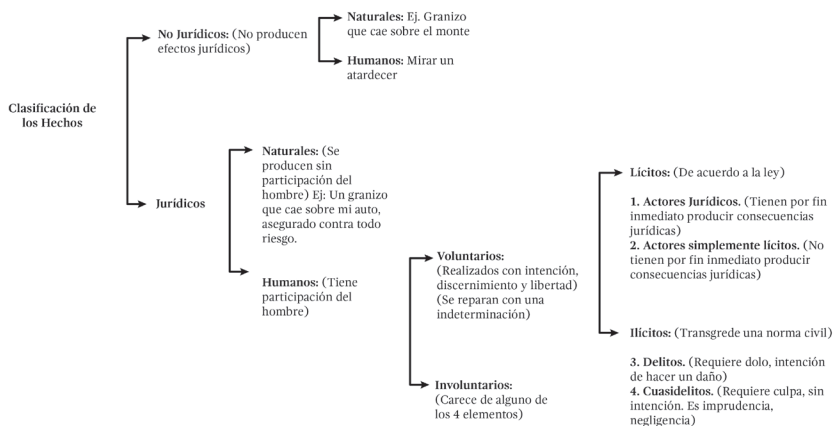 Clasificación de
los Hechos
No Jurídicos: (No producen
efectos jurídicos)
Naturales: Ej. Granizo
que cae sobre el monte
Humanos: Mirar un
atardecer
Jurídicos
Naturales: (Se
producen sin
participación del
hombre) Ej: Un granizo
que cae sobre mi auto,
asegurado contra todo
riesgo.
Humanos: (Tiene
participación del
hombre)
Voluntarios:
(Realizados con intención,
discernimiento y libertad)
(Se reparan con una
indeterminación)
Involuntarios:
(Carece de alguno de
los 4 elementos)
Lícitos: (De acuerdo a la ley)
1. Actores Jurídicos. (Tienen por fin
inmediato producir consecuencias
jurídicas)
2. Actores simplemente lícitos. (No
tienen por fin inmediato producir
consecuencias jurídicas)
Ilícitos: (Transgrede una norma civil)
3. Delitos. (Requiere dolo, intención
de hacer un daño)
4. Cuasidelitos. (Requiere culpa, sin
intención. Es imprudencia,
negligencia)